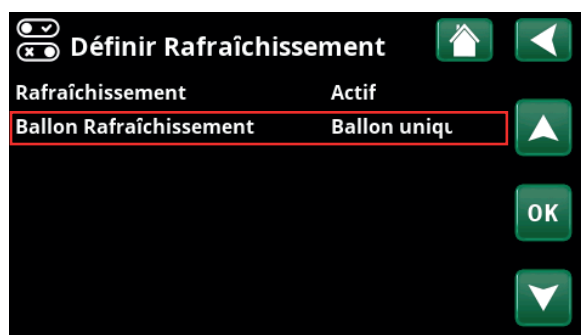 Définir Rafraîchissement
Rafraîchissement Actif
Ballon Rafraîchissement Ballon uniqu
OK